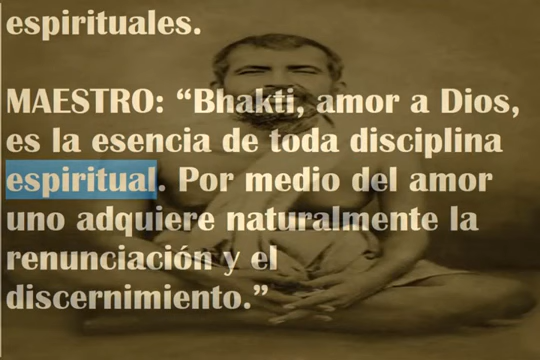 espirituales.
MAESTRO: “Bhakti, amor a Dios,
es la esencia de toda disciplina
espiritual. Por medio del amor
uno adquiere naturalmente la
renunciación y el
discernimiento.”